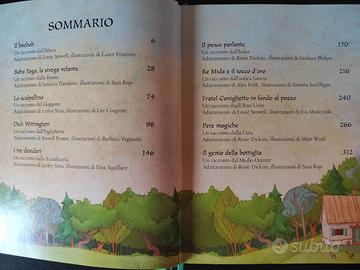 SOMMARIO
Il baobab 6
Un racconto dall'Africa
Adattamento di Louie Stowell, illustrazioni di Laure Fournier
Baba Yaga, la strega volante 28
Un racconto dalla Russia
Adattamento di Susanna Davidson, illustrazioni di Sara Rojo
Lo scalpellino 74
Un racconto dal Giappone
Adattamento di Lesley Sims, illustrazioni di Lee Cosgrove
Dick Wittington 98
Un racconto dall'Inghilterra
Adattamento di Russell Punter, illustrazioni di Barbara Vagnozzi
I tre desideri 146
Un racconto dalla Scandinavia
Adattamento di Lesley Sims, illustrazioni di Elisa Squillace
Il pesce parlante 170
Un racconto dall'India
Adattamento di Rosie Dickins, illustrazioni di Graham Philpot
Re Mida e il tocco d'oro 216
Un racconto dall'antica Grecia
Adattamento di Alex Frith, illustrazioni di Serena Sanfilippo
Fratel Coniglietto in fondo al pozzo 240
Un racconto dagli Stati Uniti
Adattamento di Louie Stowell, illustrazioni di Eva Muszynski
Pere magiche 266
Un racconto dalla Cina
Adattamento di Rosie Dickins, illustrazioni di Matt Ward
Il genio della bottiglia 312
Un racconto dal Medio-Oriente
Adattamento di Rosie Dickins, illustrazioni di Sara Rojo
subito